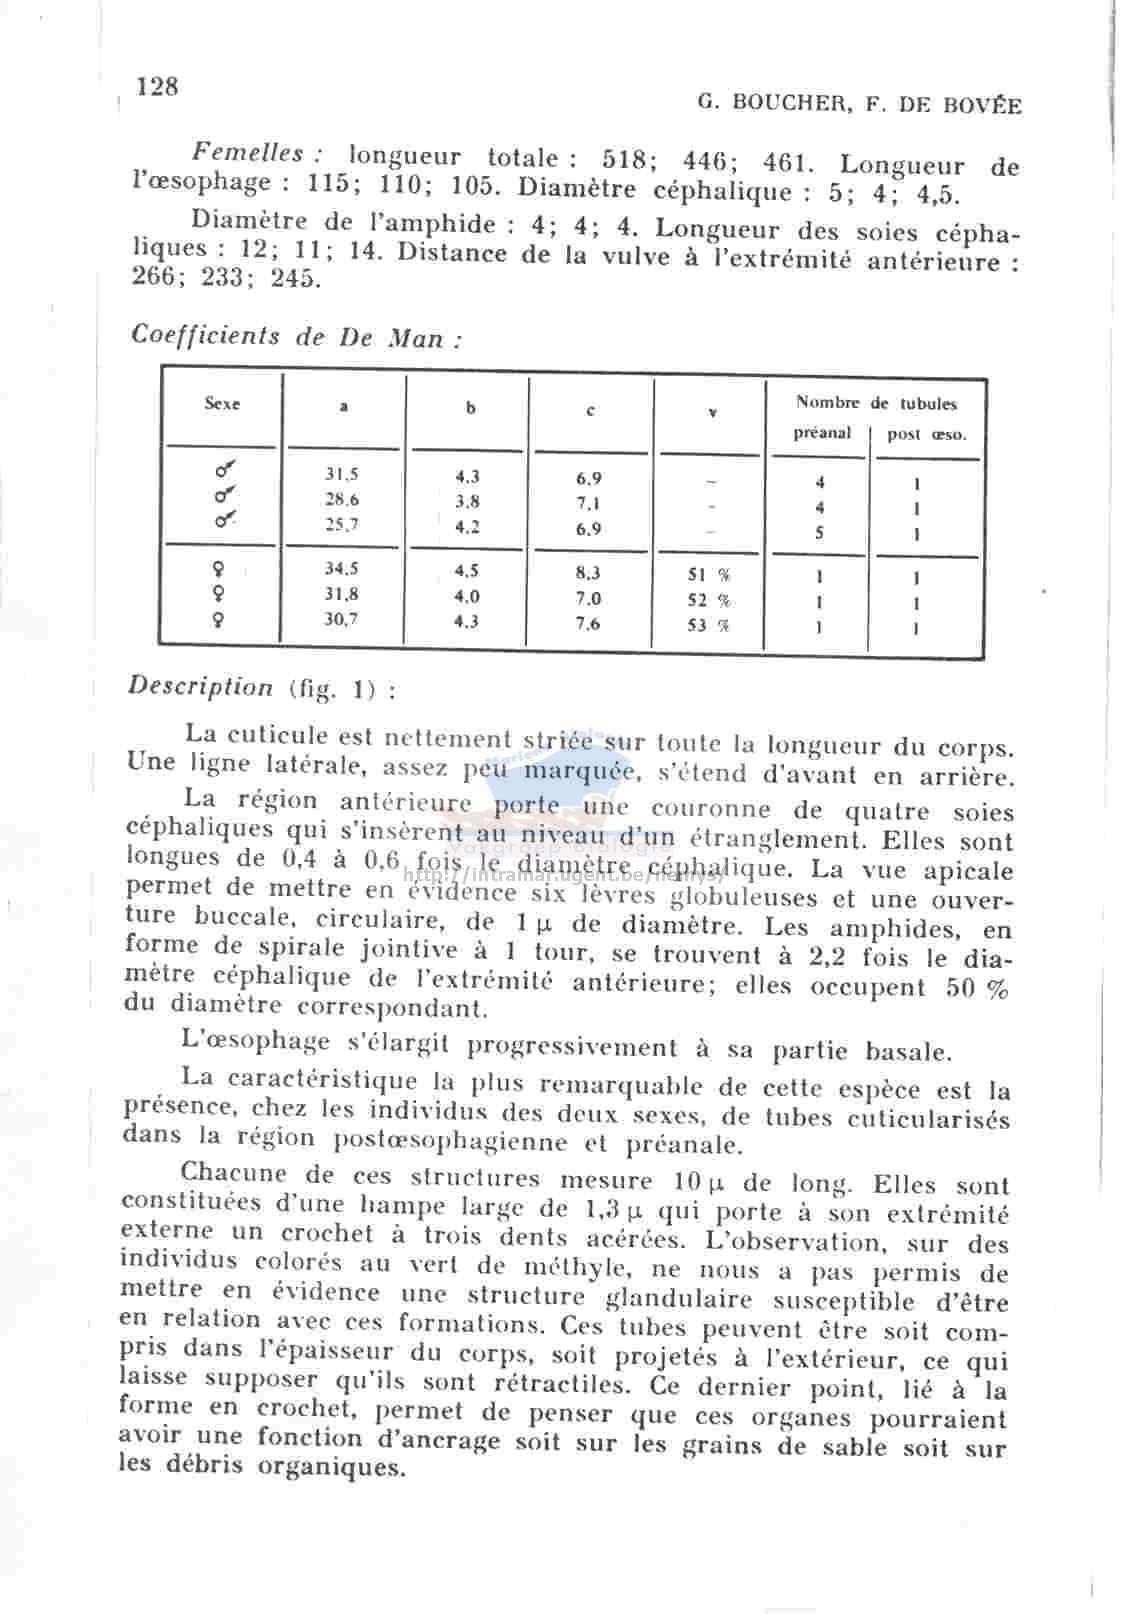 128
G. BOUCHER, F. DE BOVÉE
Femelles : longueur totale : 518; 446; 461. Longueur de
l'œsophage : 115; 110; 105. Diamètre céphalique : 5; 4; 4,5.
Diamètre de l'amphide : 4; 4; 4. Longueur des soies cépha-
liques : 12; 11; 14. Distance de la vulve à l'extrémité antérieure :
266; 233; 245.
Coefficients de De Man :
Sexe a b c v Nombre de tubules
préanal post œso.
♂ 31,5 4,3 6,9 – 4 1
♂ 28,6 3,8 7,1 – 4 1
♂ 25,7 4,2 6,9 – 5 1
♀ 34,5 4,5 8,3 51 % 1 1
♀ 31,8 4,0 7,0 52 % 1 1
♀ 30,7 4,3 7,6 53 % 1 1
Description (fig. 1) :
La cuticule est nettement striée sur toute la longueur du corps.
Une ligne latérale, assez peu marquée, s'étend d'avant en arrière.
La région antérieure porte une couronne de quatre soies
céphaliques qui s'insèrent au niveau d'un étranglement. Elles sont
longues de 0,4 à 0,6 fois le diamètre céphalique. La vue apicale
permet de mettre en évidence six lèvres globuleuses et une ouver-
ture buccale, circulaire, de 1 µ de diamètre. Les amphides, en
forme de spirale jointive à 1 tour, se trouvent à 2,2 fois le dia-
mètre céphalique de l'extrémité antérieure; elles occupent 50 %
du diamètre correspondant.
L'œsophage s'élargit progressivement à sa partie basale.
La caractéristique la plus remarquable de cette espèce est la
présence, chez les individus des deux sexes, de tubes cuticularisés
dans la région postœsophagienne et préanale.
Chacune de ces structures mesure 10 µ de long. Elles sont
constituées d'une hampe large de 1,3 µ qui porte à son extrémité
externe un crochet à trois dents acérées. L'observation, sur des
individus colorés au vert de méthyle, ne nous a pas permis de
mettre en évidence une structure glandulaire susceptible d'être
en relation avec ces formations. Ces tubes peuvent être soit com-
pris dans l'épaisseur du corps, soit projetés à l'extérieur, ce qui
laisse supposer qu'ils sont rétractiles. Ce dernier point, lié à la
forme en crochet, permet de penser que ces organes pourraient
avoir une fonction d'ancrage soit sur les grains de sable soit sur
les débris organiques.
Vakgroep Biologie
http://intramar.ugent.be/nemys/